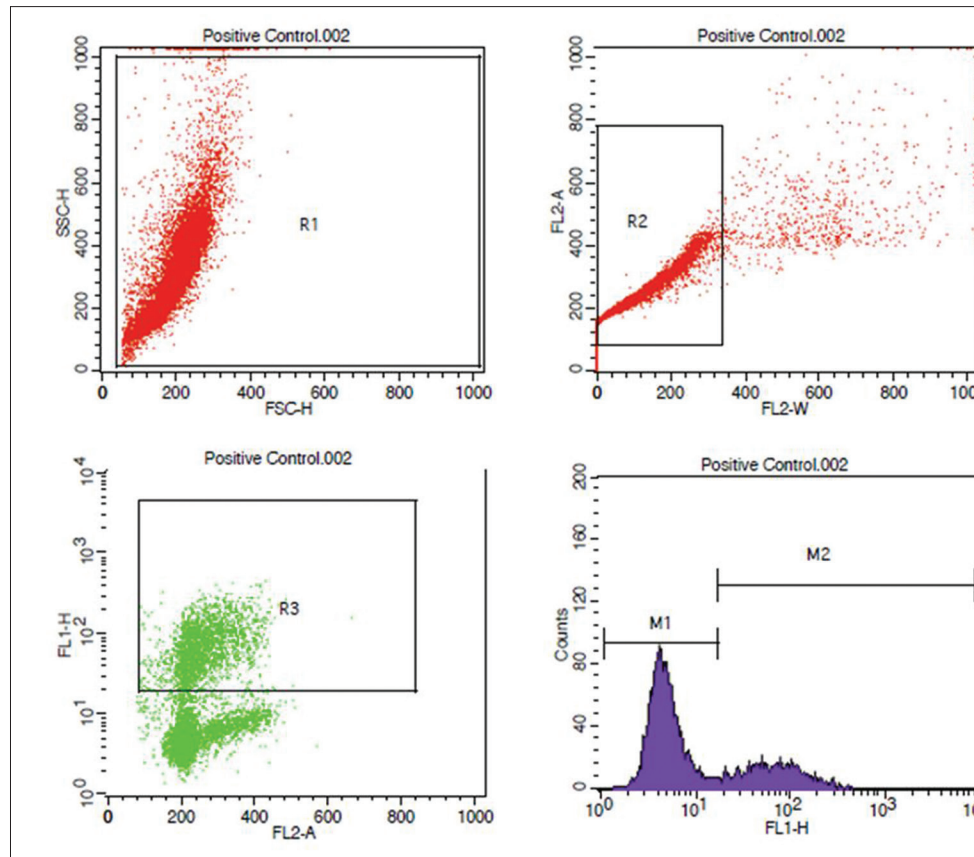 Positive Control.002
1000
800
600
400
200
0
SSC-H
R1
0 200 400 600 800 1000
FSC-H
Positive Control.002
1000
800
600
400
200
0
FL2-A
R2
0 200 400 600 800 100
FL2-W
Positive Control.002
10^4
10^3
10^2
10^1
10^0
FL1-H
R3
0 200 400 600 800 1000
FL2-A
Positive Control.002
200
160
120
80
40
0
Counts
M1
M2
10^0 10^1 10^2 10^3
FL1-H